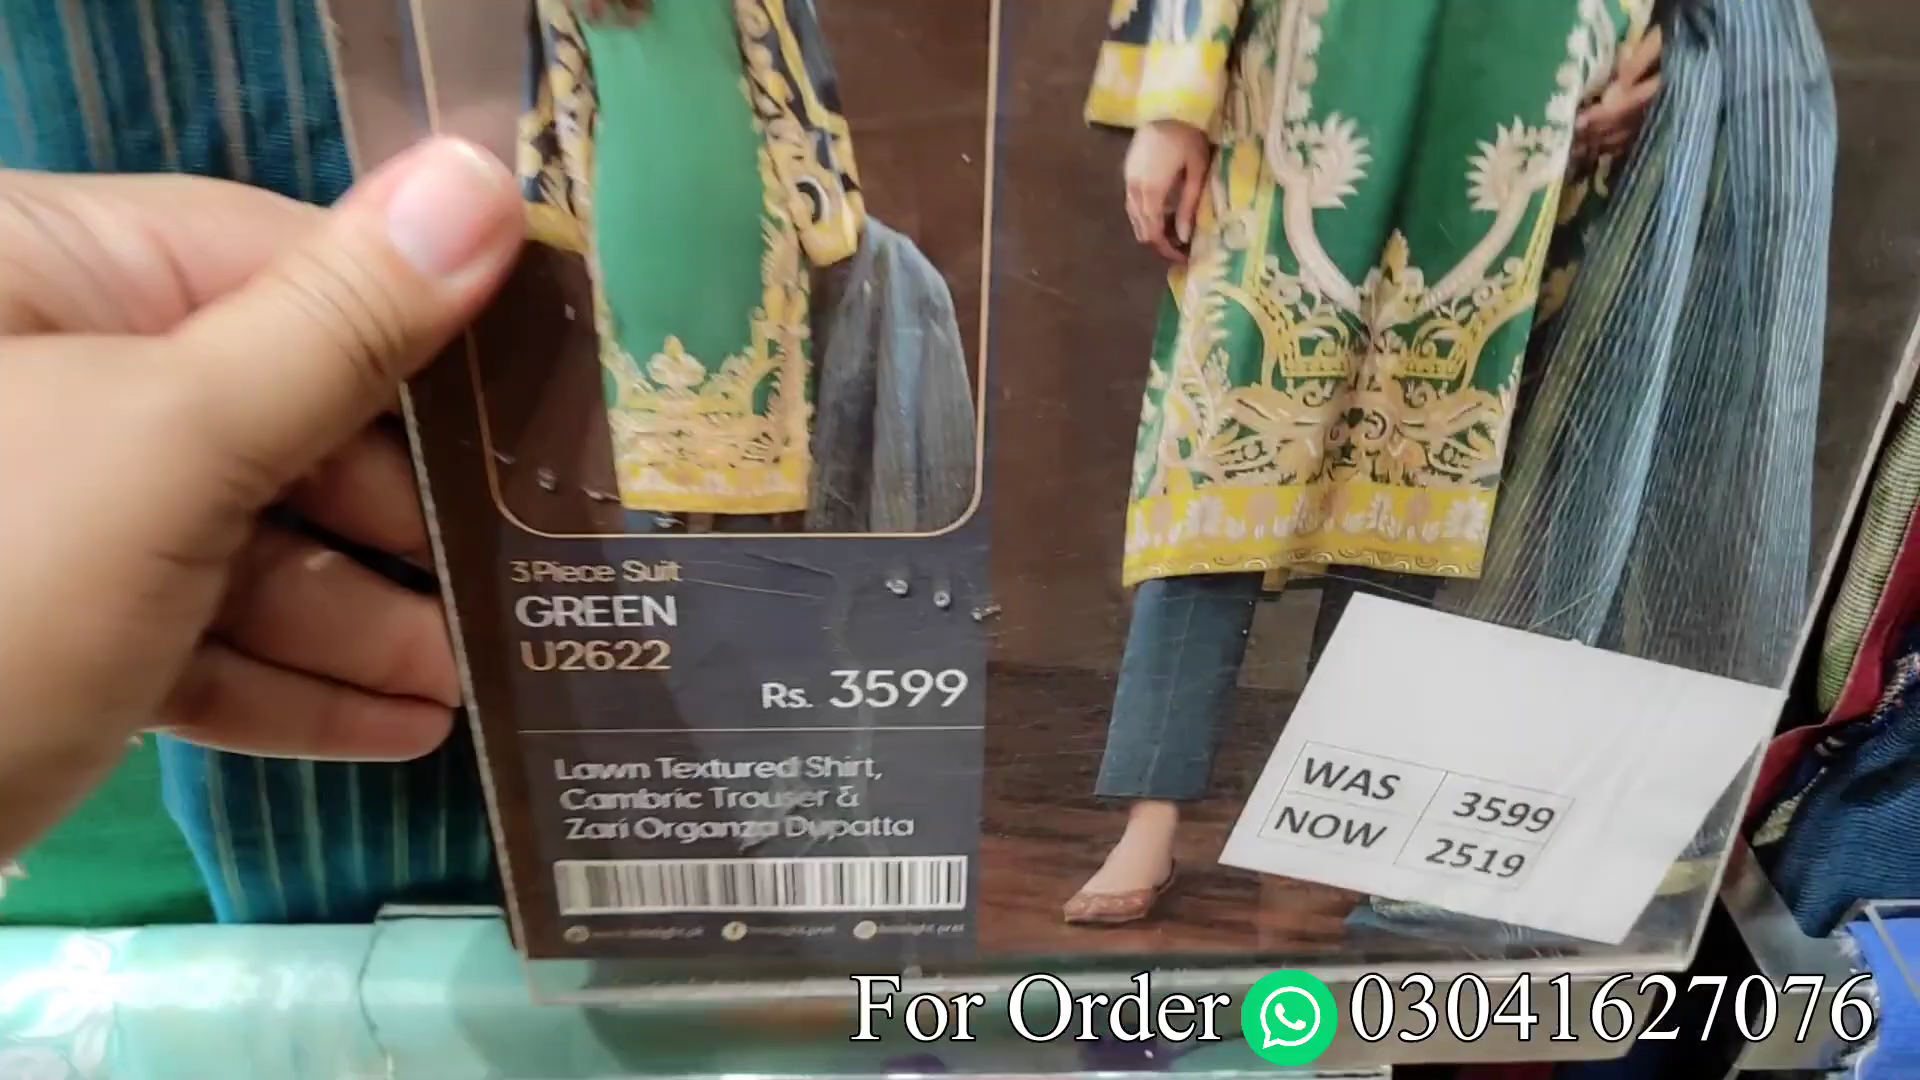 3 Piece Suit
GREEN
U2622
Rs. 3599
Lawn Textured Shirt,
Cambric Trouser &
Zari Organza Dupatta
WAS 3599
NOW 2519
For Order 03041627076